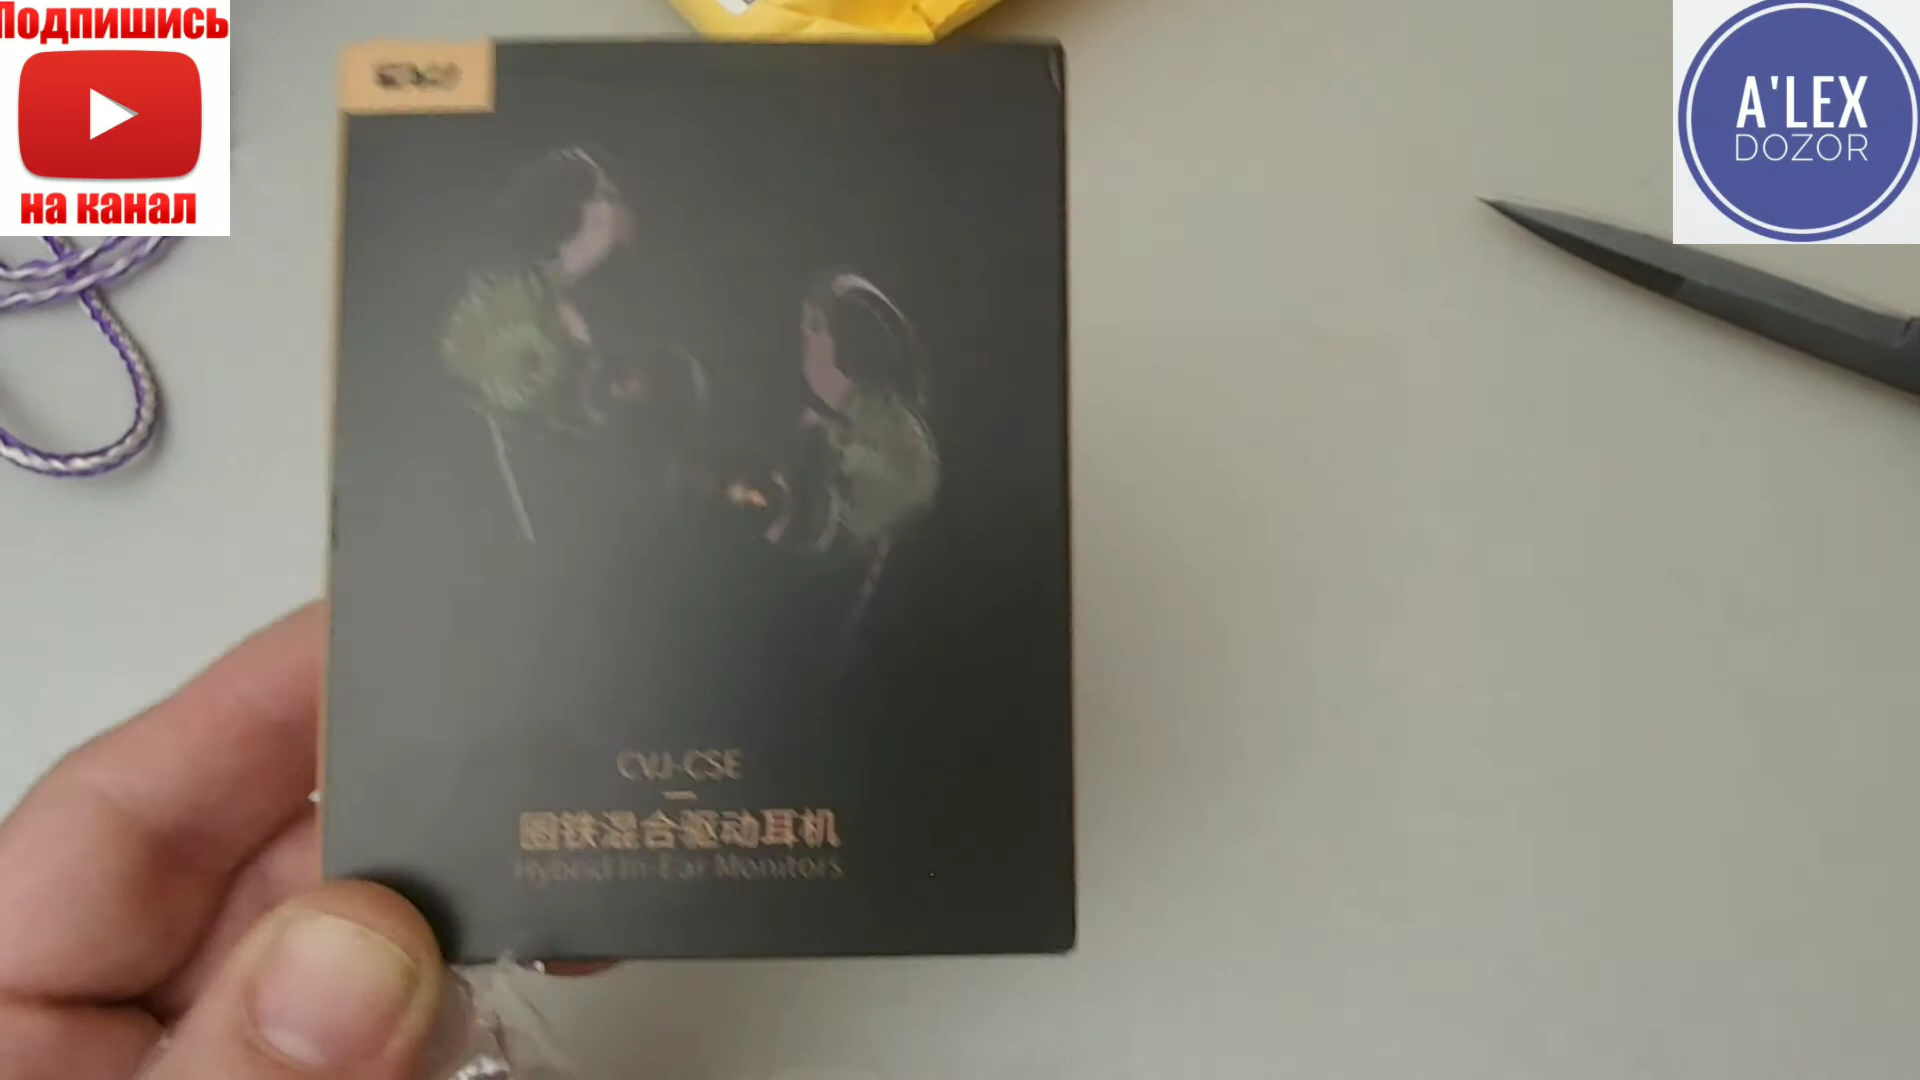 Подпишись
на канал
A'LEX
DOZOR
CVJ-CSE
圈铁混合驱动耳机
Hybrid In-Ear Monitors